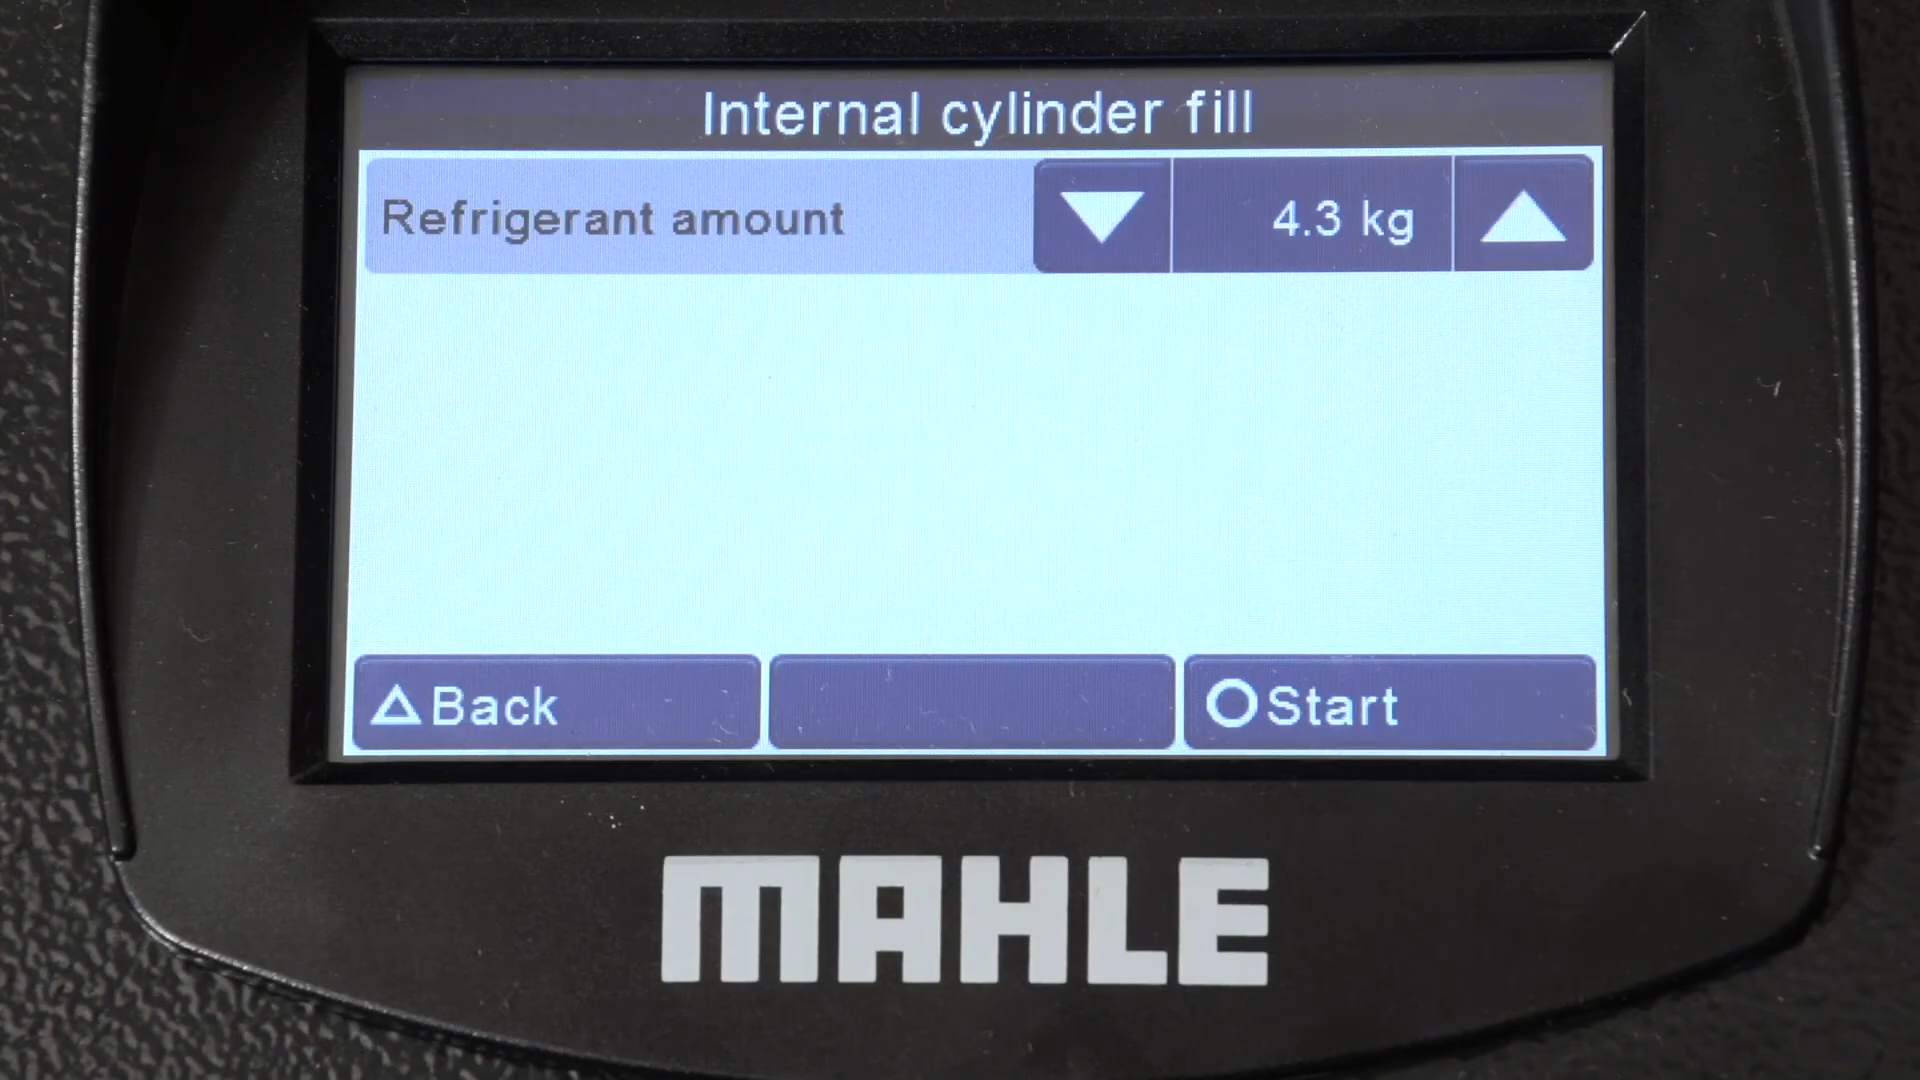 Internal cylinder fill
Refrigerant amount 4.3 kg
Back Start
MAHLE